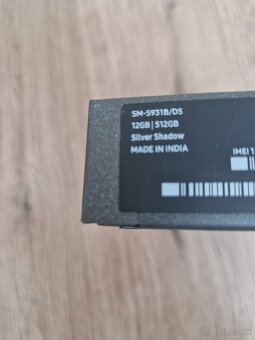 SM-S931B/DS
12GB | 512GB
Silver Shadow
MADE IN INDIA
IMEI 1